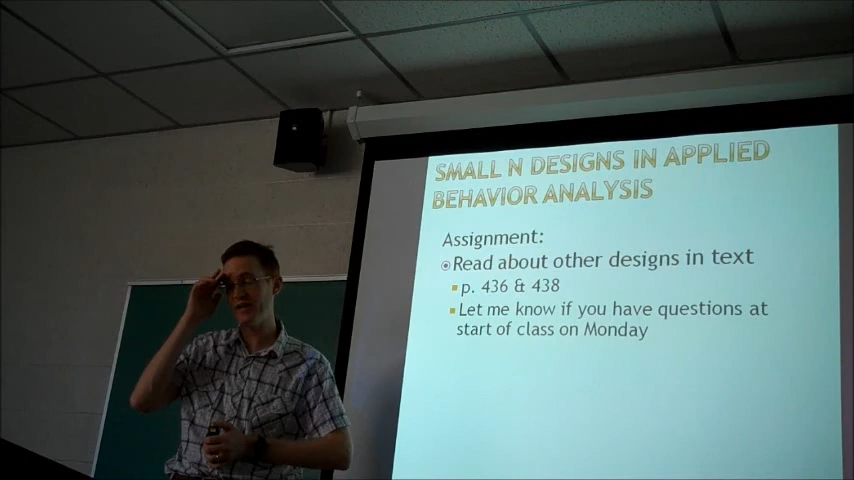 SMALL N DESIGNS IN APPLIED
BEHAVIOR ANALYSIS
Assignment:
Read about other designs in text
p. 436 & 438
Let me know if you have questions at
start of class on Monday